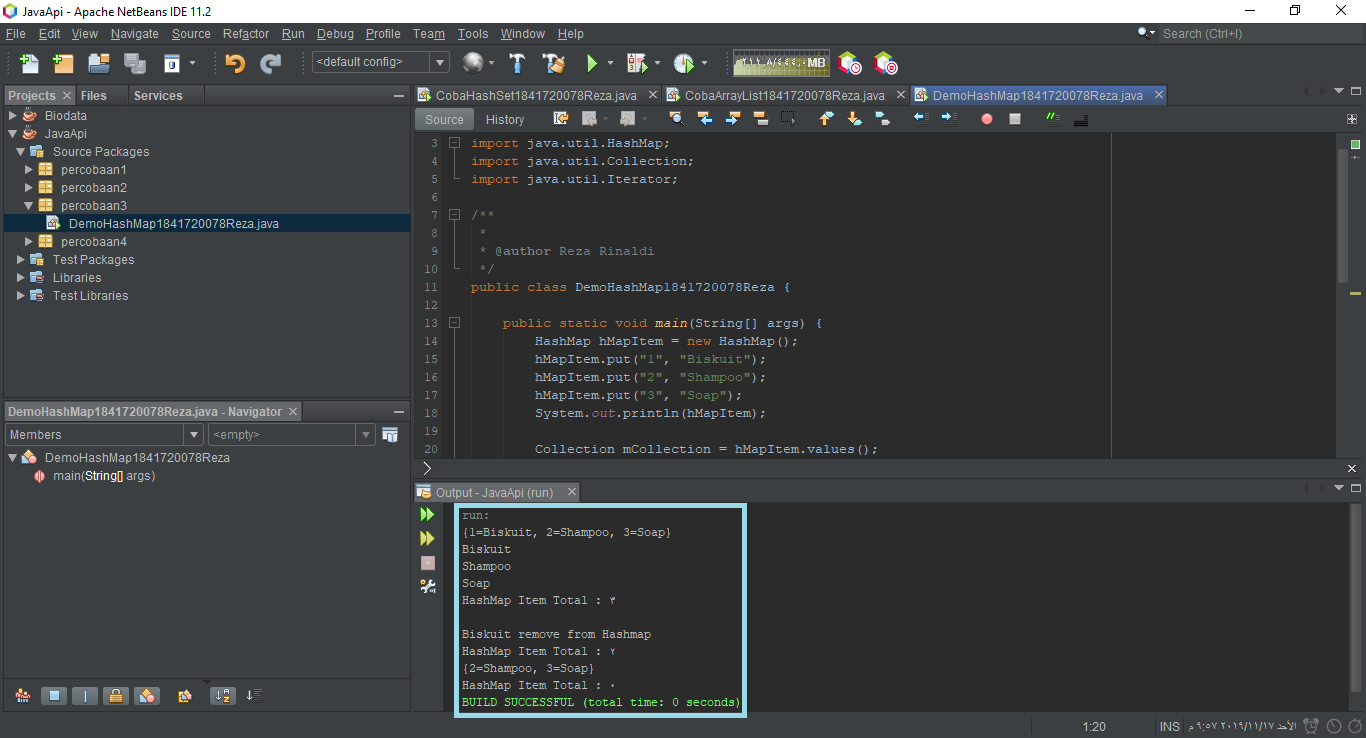 JavaApi - Apache NetBeans IDE 11.2
File Edit View Navigate Source Refactor Run Debug Profile Team Tools Window Help
Search (Ctrl+I)
<default config>
Projects Files Services
Biodata
JavaApi
Source Packages
percobaan1
percobaan2
percobaan3
DemoHashMap1841720078Reza.java
percobaan4
Test Packages
Libraries
Test Libraries
DemoHashMap1841720078Reza.java - Navigator
Members <empty>
DemoHashMap1841720078Reza
main(String[] args)
CobaHashSet1841720078Reza.java CobaArrayList1841720078Reza.java DemoHashMap1841720078Reza.java
Source History
3 import java.util.HashMap;
4 import java.util.Collection;
5 import java.util.Iterator;
6
7 /**
8 *
9 * @author Reza Rinaldi
10 */
11 public class DemoHashMap1841720078Reza {
12
13 public static void main(String[] args) {
14 HashMap hMapItem = new HashMap();
15 hMapItem.put("1", "Biskuit");
16 hMapItem.put("2", "Shampoo");
17 hMapItem.put("3", "Soap");
18 System.out.println(hMapItem);
19
20 Collection mCollection = hMapItem.values();
Output - JavaApi (run)
run:
{1=Biskuit, 2=Shampoo, 3=Soap}
Biskuit
Shampoo
Soap
HashMap Item Total : ٣
Biskuit remove from Hashmap
HashMap Item Total : ٢
{2=Shampoo, 3=Soap}
HashMap Item Total : ٠
BUILD SUCCESSFUL (total time: 0 seconds)
1:20 INS الأحد ٢٠١٩/١١/١٧ ٩:٥٧ م